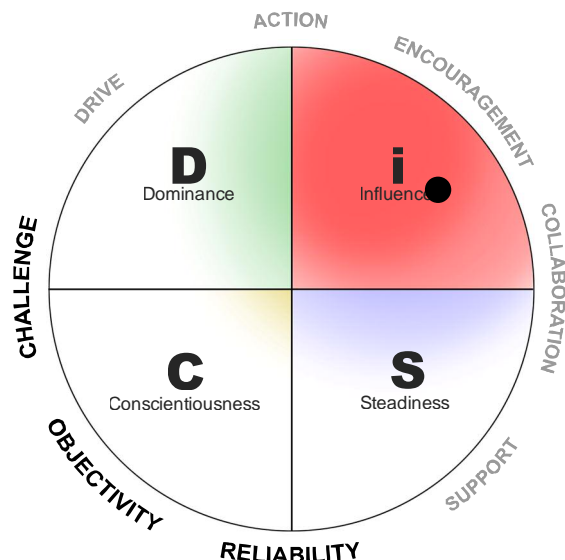 ACTION
ENCOURAGEMENT
DRIVE
D
Dominance
i
Influence
COLLABORATION
CHALLENGE
C
Conscientiousness
S
Steadiness
OBJECTIVITY
SUPPORT
RELIABILITY